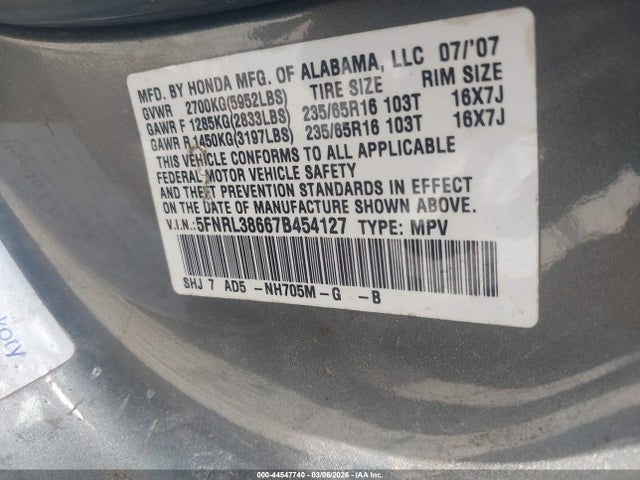 MFD. BY HONDA MFG. OF ALABAMA, LLC 07/'07
GVWR 2700KG(5952LBS) TIRE SIZE RIM SIZE
GAWR F 1285KG(2833LBS) 235/65R16 103T 16X7J
GAWR R 1450KG(3197LBS) 235/65R16 103T 16X7J
THIS VEHICLE CONFORMS TO ALL APPLICABLE
FEDERAL MOTOR VEHICLE SAFETY
AND THEFT PREVENTION STANDARDS IN EFFECT
ON THE DATE OF MANUFACTURE SHOWN ABOVE.
V.I.N.: 5FNRL38667B454127 TYPE: MPV
SHJ 7 AD5 -NH705M-G -B
000-44547740 - 03/06/2026 - IAAI.com